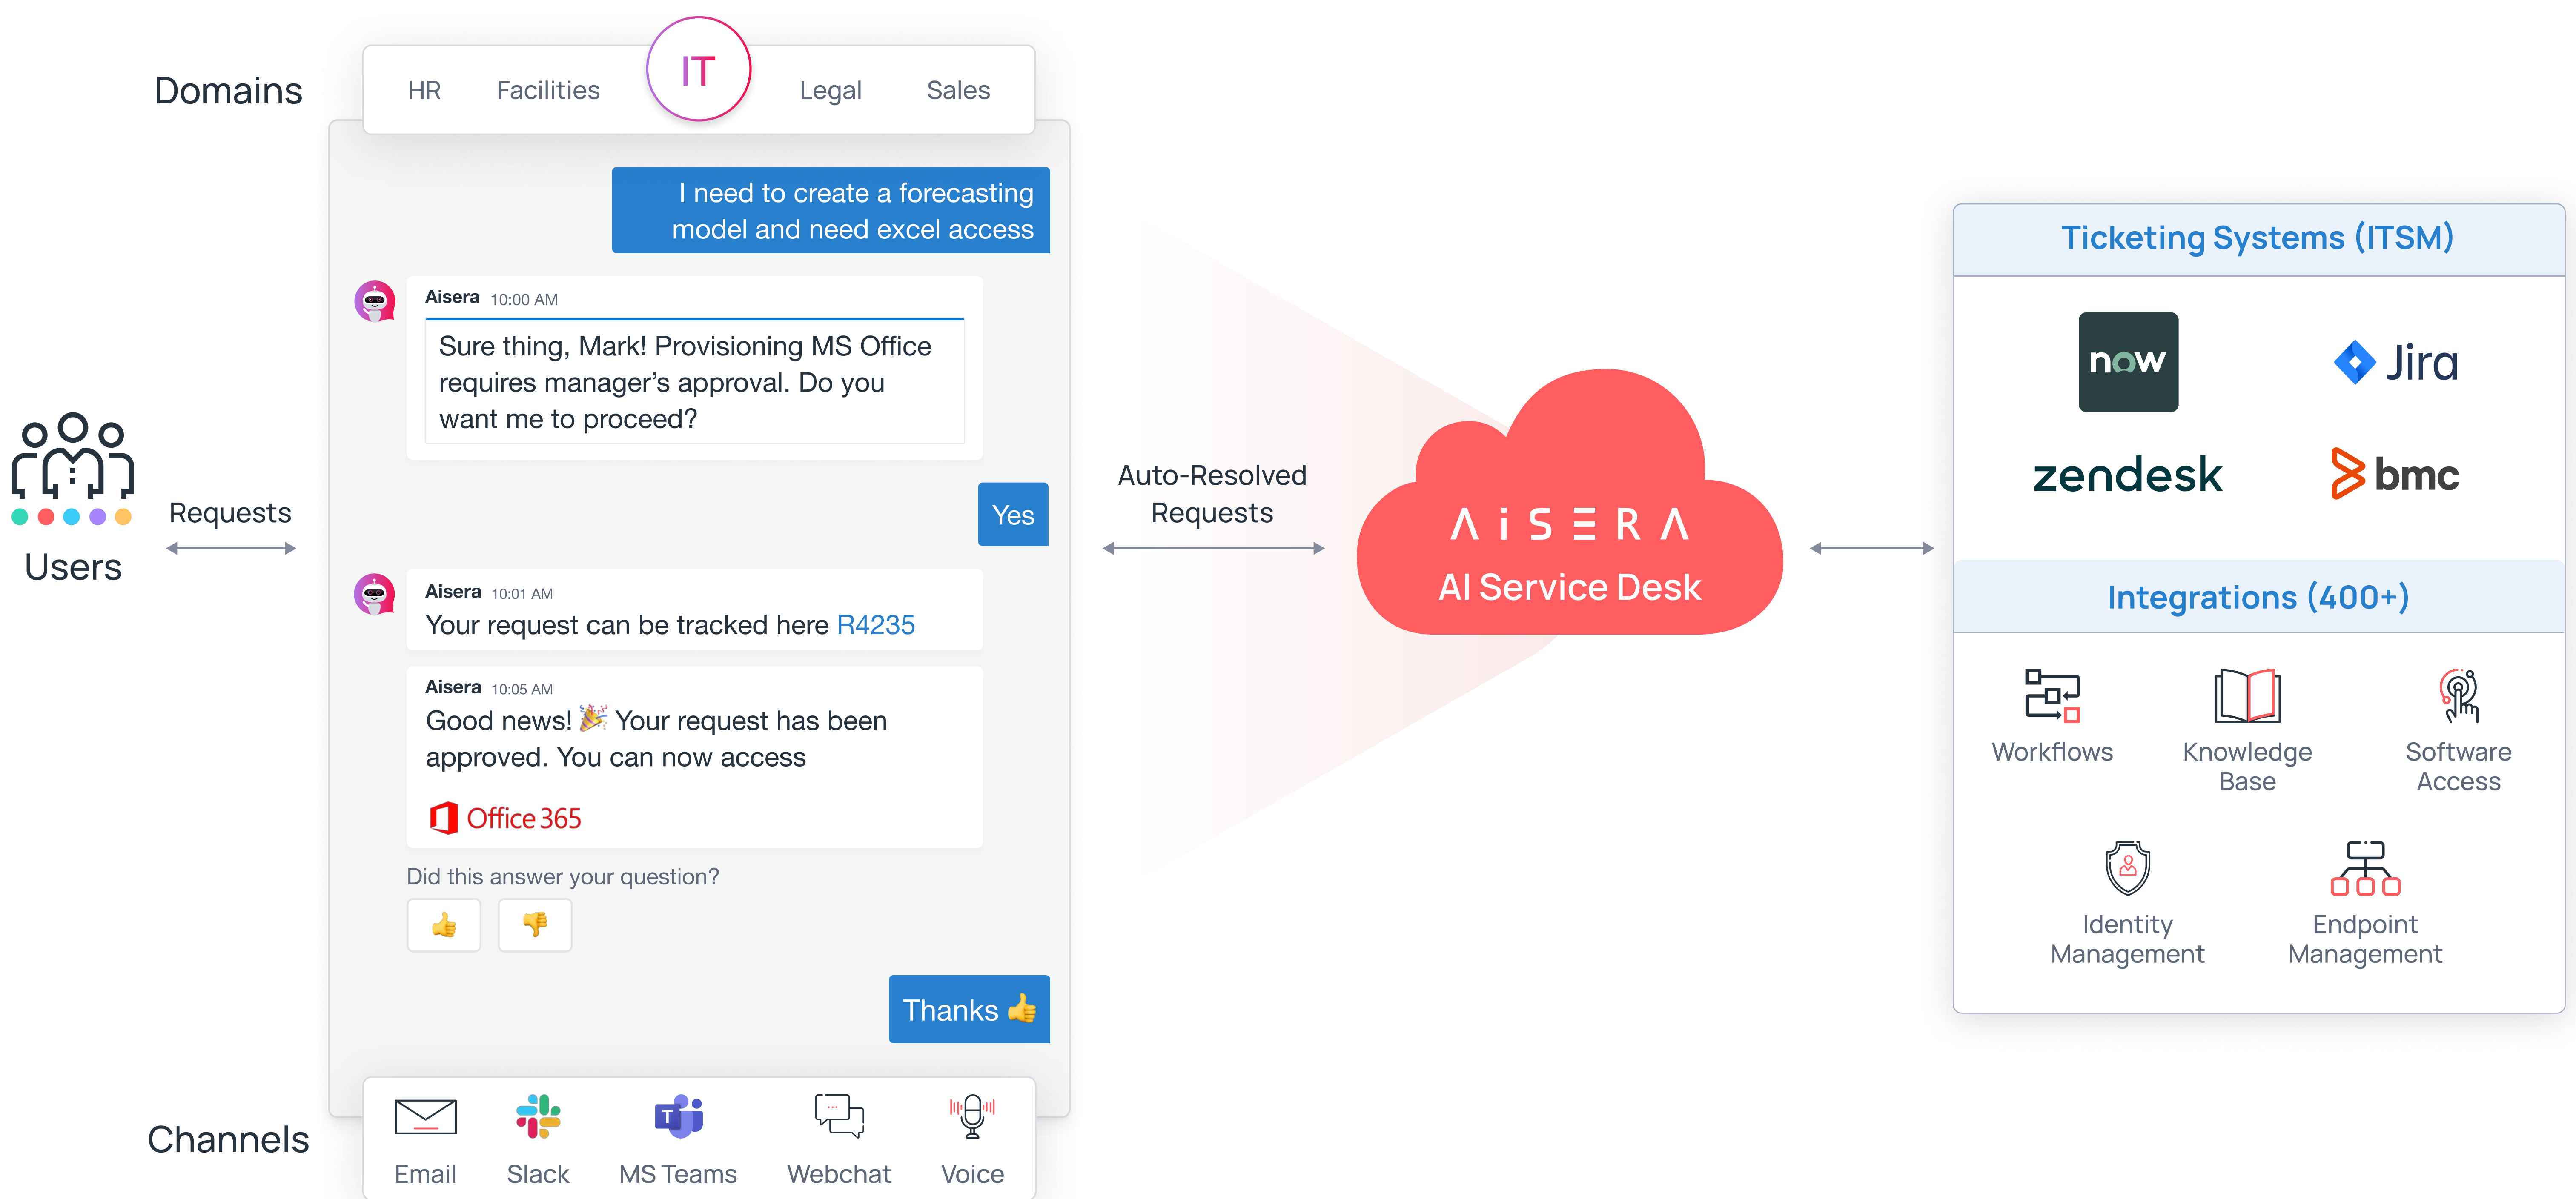 Domains
HR
Facilities
IT
Legal
Sales
I need to create a forecasting
model and need excel access
Aisera 10:00 AM
Sure thing, Mark! Provisioning MS Office
requires manager’s approval. Do you
want me to proceed?
Yes
Aisera 10:01 AM
Your request can be tracked here R4235
Aisera 10:05 AM
Good news! 🎉 Your request has been
approved. You can now access
Office 365
Did this answer your question?
Thanks 👍
Channels
Email
Slack
T
MS Teams
Webchat
Voice
Users
Requests
Auto-Resolved
Requests
AiSERA
AI Service Desk
Ticketing Systems (ITSM)
now
Jira
zendesk
bmc
Integrations (400+)
Workflows
Knowledge
Base
Software
Access
Identity
Management
Endpoint
Management